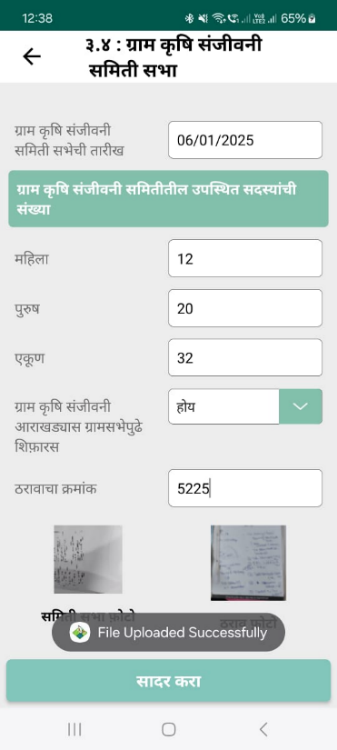 12:38
65%
३.४ : ग्राम कृषि संजीवनी
समिती सभा
ग्राम कृषि संजीवनी
समिती सभेची तारीख
06/01/2025
ग्राम कृषि संजीवनी समितीतील उपस्थित सदस्यांची
संख्या
महिला
12
पुरुष
20
एकूण
32
ग्राम कृषि संजीवनी
आराखड्यास ग्रामसभेपुढे
शिफ़ारस
होय
ठरावाचा क्रमांक
5225
समिती सभा फ़ोटो
ठराव फ़ोटो
File Uploaded Successfully
सादर करा